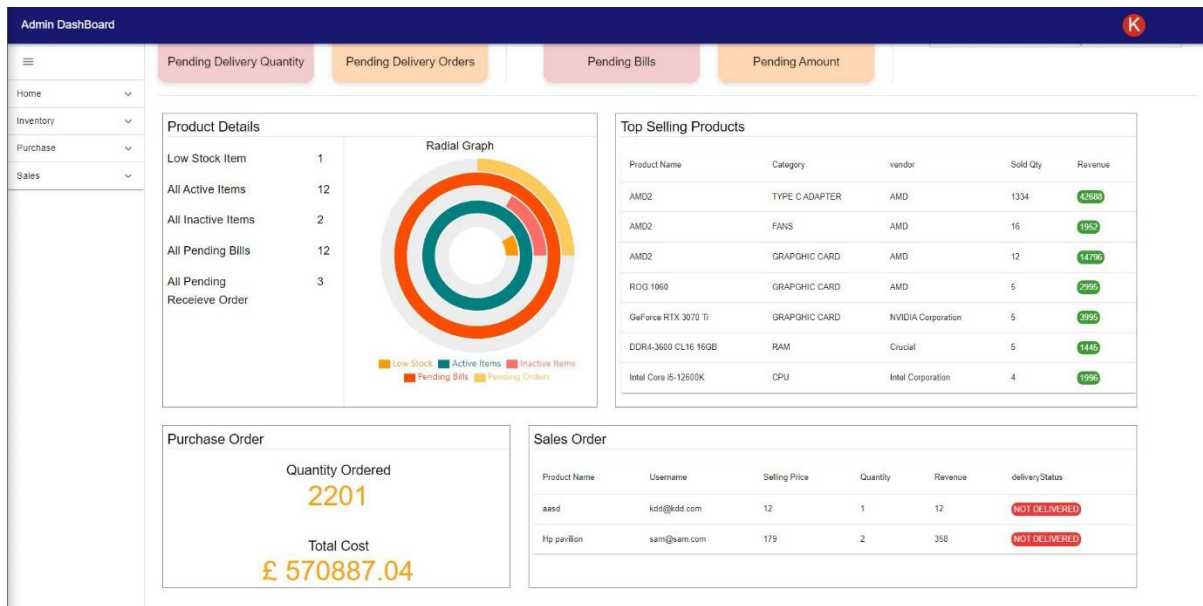 Admin DashBoard
K
Pending Delivery Quantity
Pending Delivery Orders
Pending Bills
Pending Amount
Home
Inventory
Purchase
Sales
Product Details
Low Stock Item 1
All Active Items 12
All Inactive Items 2
All Pending Bills 12
All Pending 3
Receieve Order
Radial Graph
Low Stock Active Items Inactive Items
Pending Bills Pending Orders
Top Selling Products
Product Name Category vendor Sold Qty Revenue
AMD2 TYPE C ADAPTER AMD 1334 42688
AMD2 FANS AMD 16 1952
AMD2 GRAPGHIC CARD AMD 12 14796
ROG 1060 GRAPGHIC CARD AMD 5 2995
GeForce RTX 3070 Ti GRAPGHIC CARD NVIDIA Corporation 5 3995
DDR4-3600 CL16 16GB RAM Crucial 5 1445
Intel Core i5-12600K CPU Intel Corporation 4 1996
Purchase Order
Quantity Ordered
2201
Total Cost
£ 570887.04
Sales Order
Product Name Username Selling Price Quantity Revenue deliveryStatus
aasd kdd@kdd.com 12 1 12 NOT DELIVERED
Hp pavilion sam@sam.com 179 2 358 NOT DELIVERED